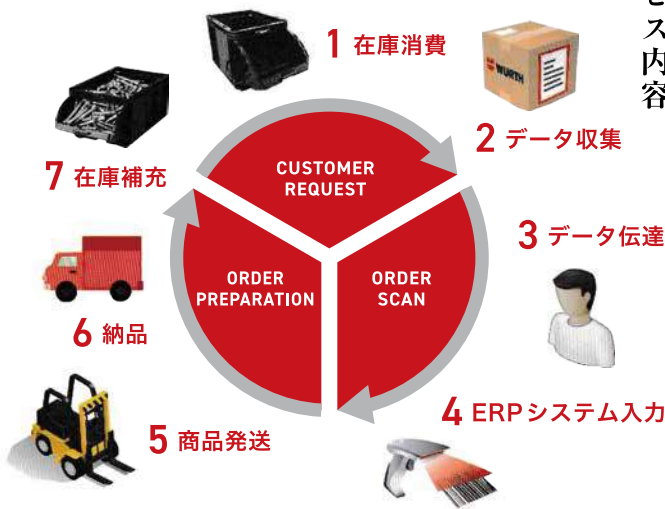 ビス内容
1 在庫消費
WÜRTH
2 データ収集
CUSTOMER
REQUEST
7 在庫補充
3 データ伝達
ORDER
PREPARATION
ORDER
SCAN
6 納品
4 ERPシステム入力
5 商品発送